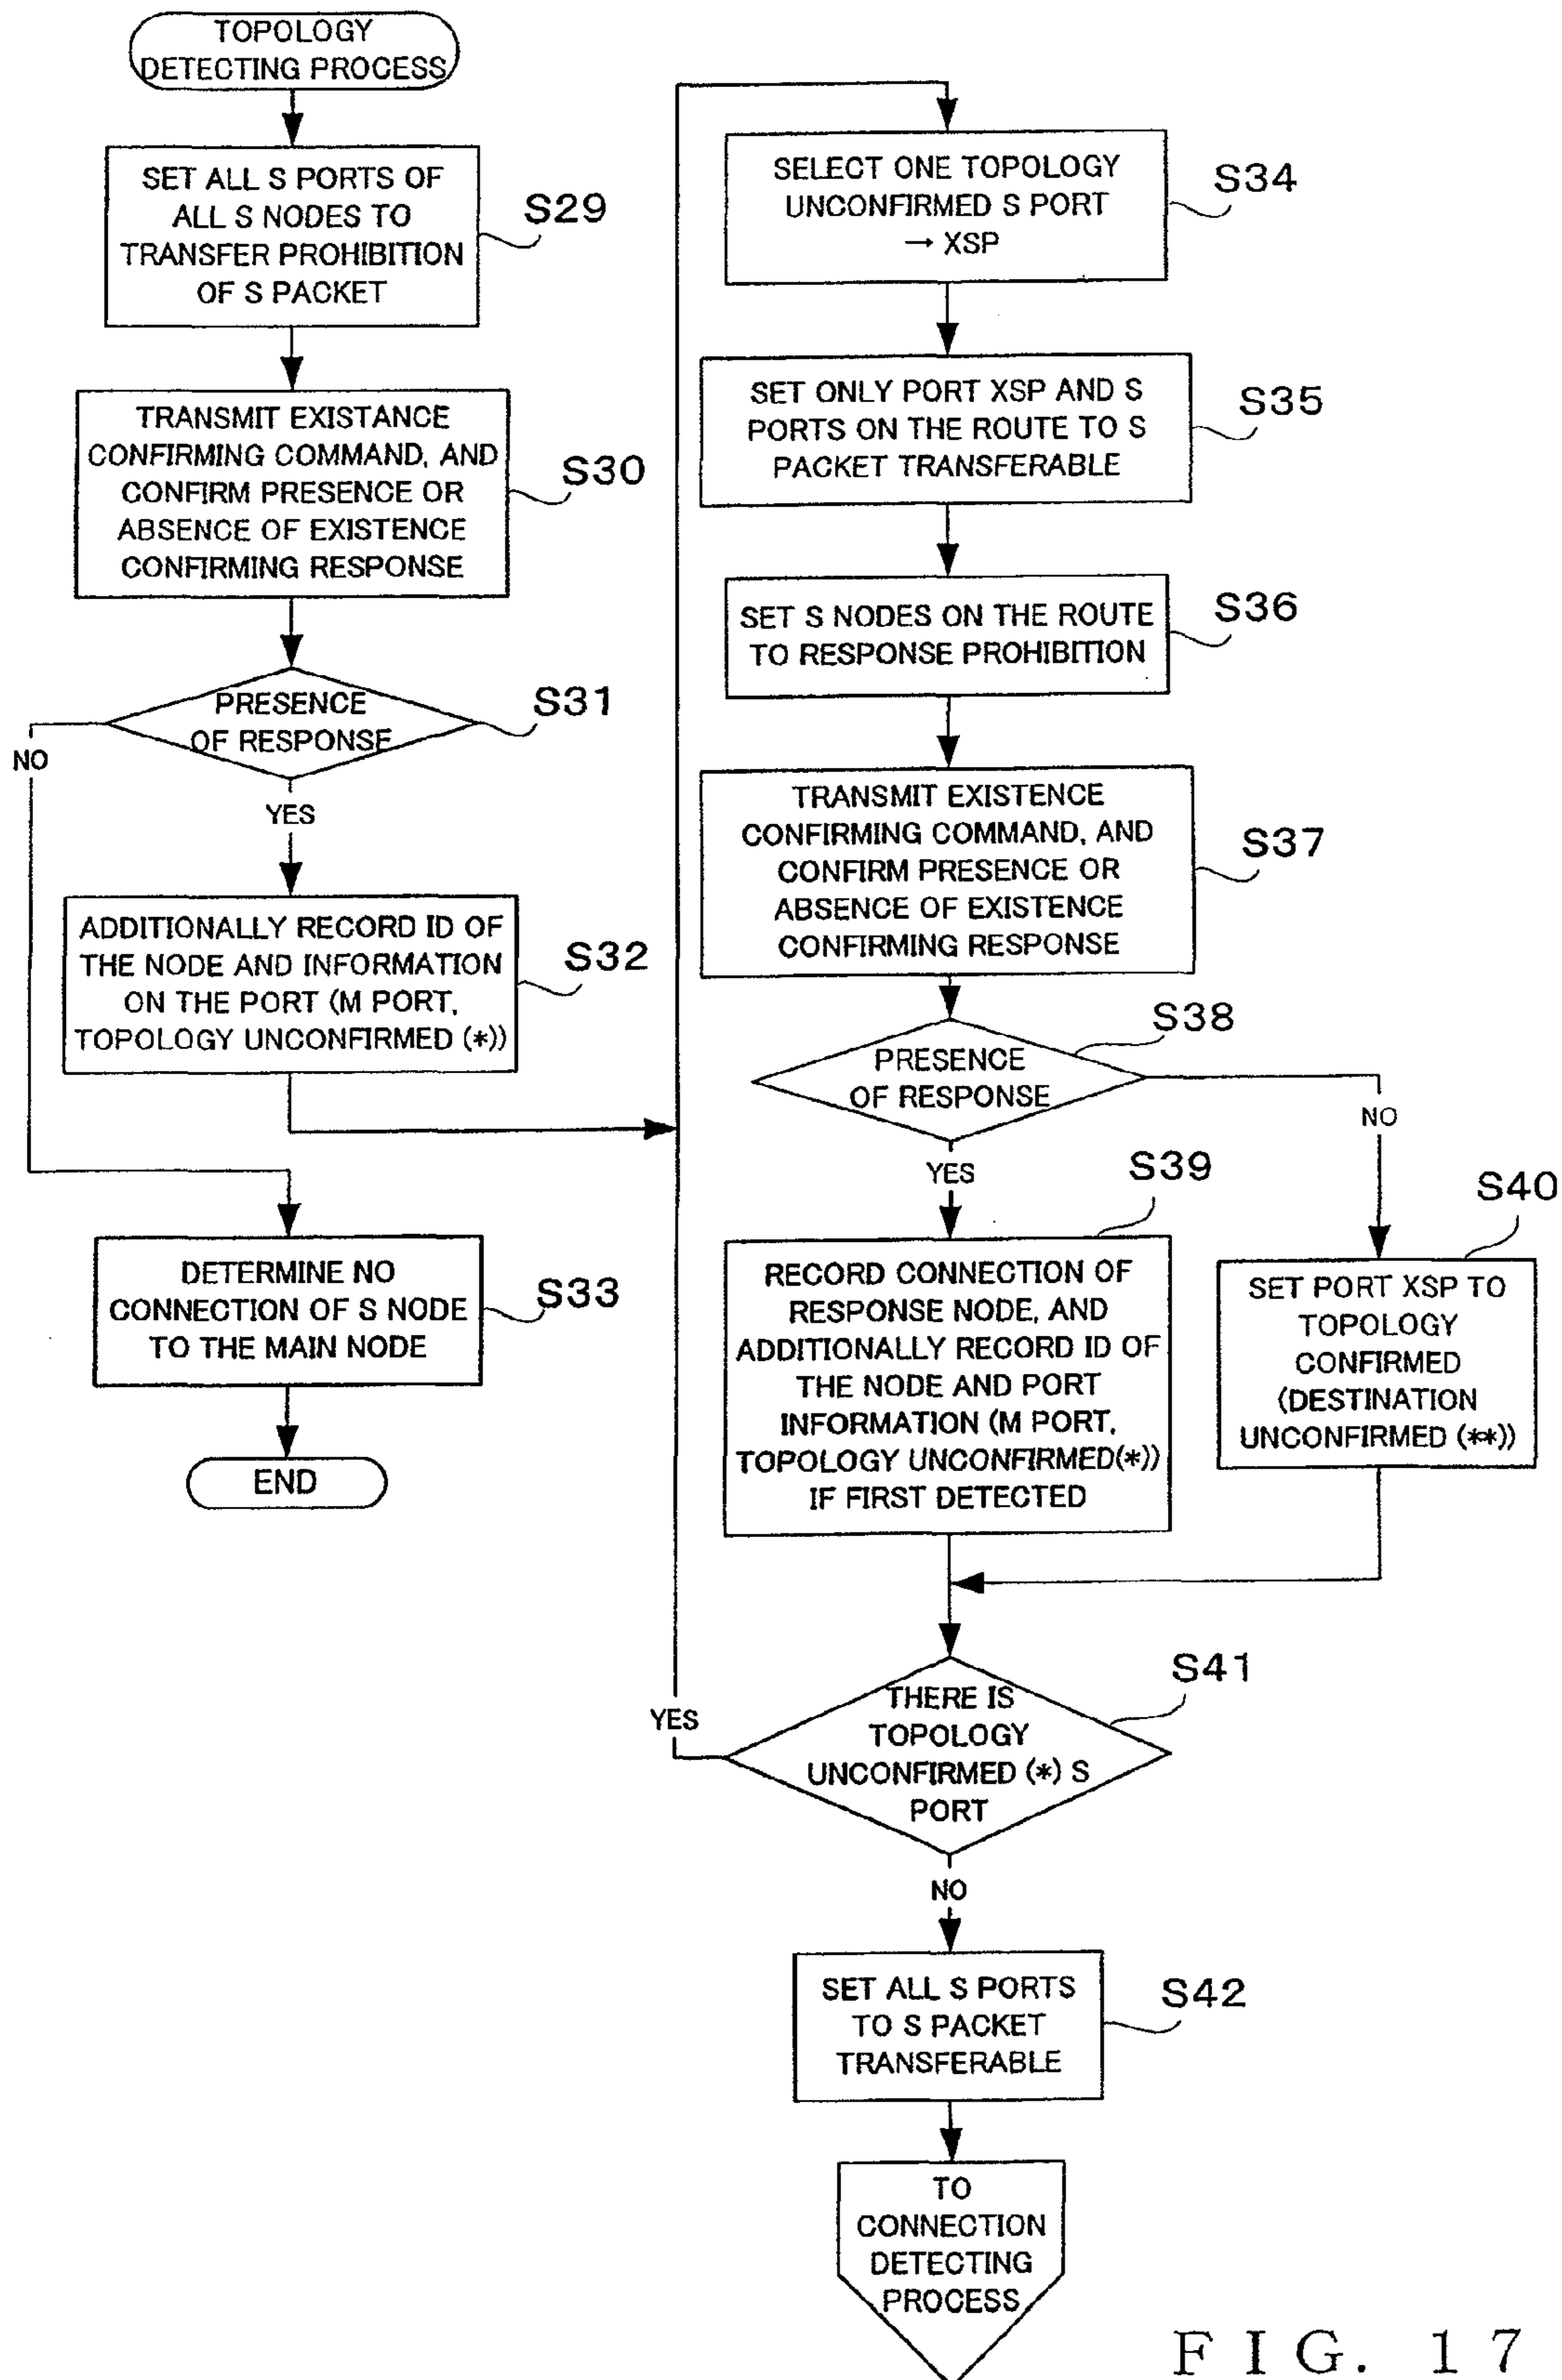 TOPOLOGY
DETECTING PROCESS
SET ALL S PORTS OF
ALL S NODES TO
TRANSFER PROHIBITION
OF S PACKET
S29
TRANSMIT EXISTANCE
CONFIRMING COMMAND, AND
CONFIRM PRESENCE OR
ABSENCE OF EXISTENCE
CONFIRMING RESPONSE
S30
PRESENCE
OF RESPONSE
S31
NO
YES
ADDITIONALLY RECORD ID OF
THE NODE AND INFORMATION
ON THE PORT (M PORT,
TOPOLOGY UNCONFIRMED (*))
S32
DETERMINE NO
CONNECTION OF S NODE
TO THE MAIN NODE
S33
END
SELECT ONE TOPOLOGY
UNCONFIRMED S PORT
→ XSP
S34
SET ONLY PORT XSP AND S
PORTS ON THE ROUTE TO S
PACKET TRANSFERABLE
S35
SET S NODES ON THE ROUTE
TO RESPONSE PROHIBITION
S36
TRANSMIT EXISTENCE
CONFIRMING COMMAND, AND
CONFIRM PRESENCE OR
ABSENCE OF EXISTENCE
CONFIRMING RESPONSE
S37
PRESENCE
OF RESPONSE
S38
NO
YES
RECORD CONNECTION OF
RESPONSE NODE, AND
ADDITIONALLY RECORD ID OF
THE NODE AND PORT
INFORMATION (M PORT,
TOPOLOGY UNCONFIRMED(*))
IF FIRST DETECTED
S39
SET PORT XSP TO
TOPOLOGY
CONFIRMED
(DESTINATION
UNCONFIRMED (**))
S40
THERE IS
TOPOLOGY
UNCONFIRMED (*) S
PORT
S41
YES
NO
SET ALL S PORTS
TO S PACKET
TRANSFERABLE
S42
TO
CONNECTION
DETECTING
PROCESS
FIG. 17